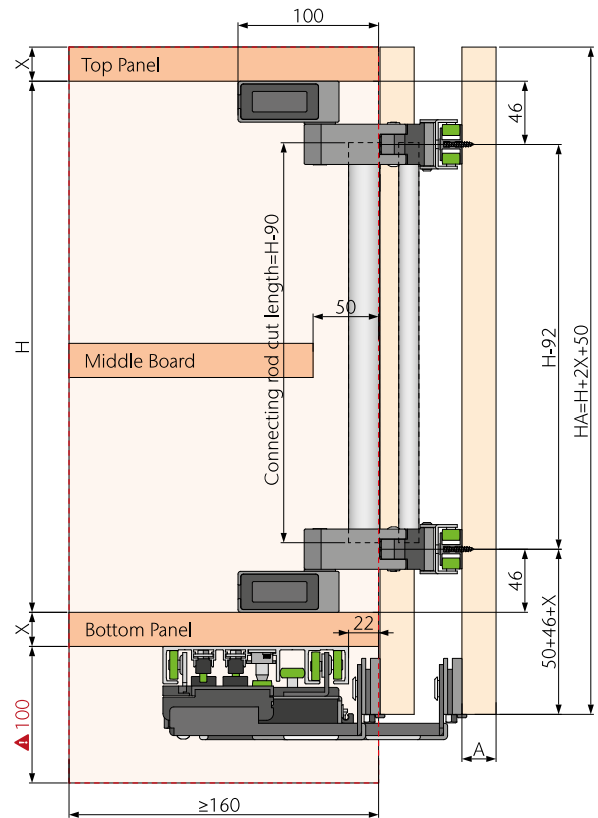 100
X
Top Panel
46
Connecting rod cut length=H-90
50
H
Middle Board
H-92
HA=H+2X+50
46
X
Bottom Panel
22
50+46+X
100
A
≥160